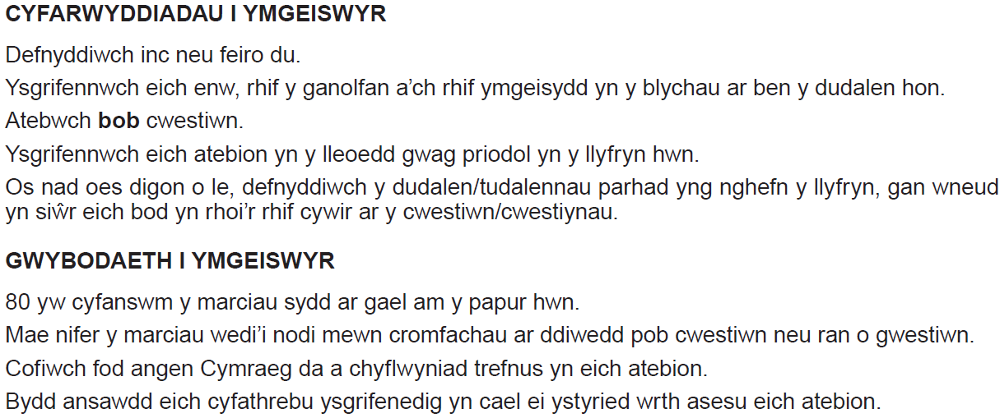 CYFARWYDDIADAU I YMGEISWYR
Defnyddiwch inc neu feiro du.
Ysgrifennwch eich enw, rhif y ganolfan a’ch rhif ymgeisydd yn y blychau ar ben y dudalen hon.
Atebwch bob cwestiwn.
Ysgrifennwch eich atebion yn y lleoedd gwag priodol yn y llyfryn hwn.
Os nad oes digon o le, defnyddiwch y dudalen/tudalennau parhad yng nghefn y llyfryn, gan wneud
yn siŵr eich bod yn rhoi’r rhif cywir ar y cwestiwn/cwestiynau.
GWYBODAETH I YMGEISWYR
80 yw cyfanswm y marciau sydd ar gael am y papur hwn.
Mae nifer y marciau wedi’i nodi mewn cromfachau ar ddiwedd pob cwestiwn neu ran o gwestiwn.
Cofiwch fod angen Cymraeg da a chyflwyniad trefnus yn eich atebion.
Bydd ansawdd eich cyfathrebu ysgrifenedig yn cael ei ystyried wrth asesu eich atebion.